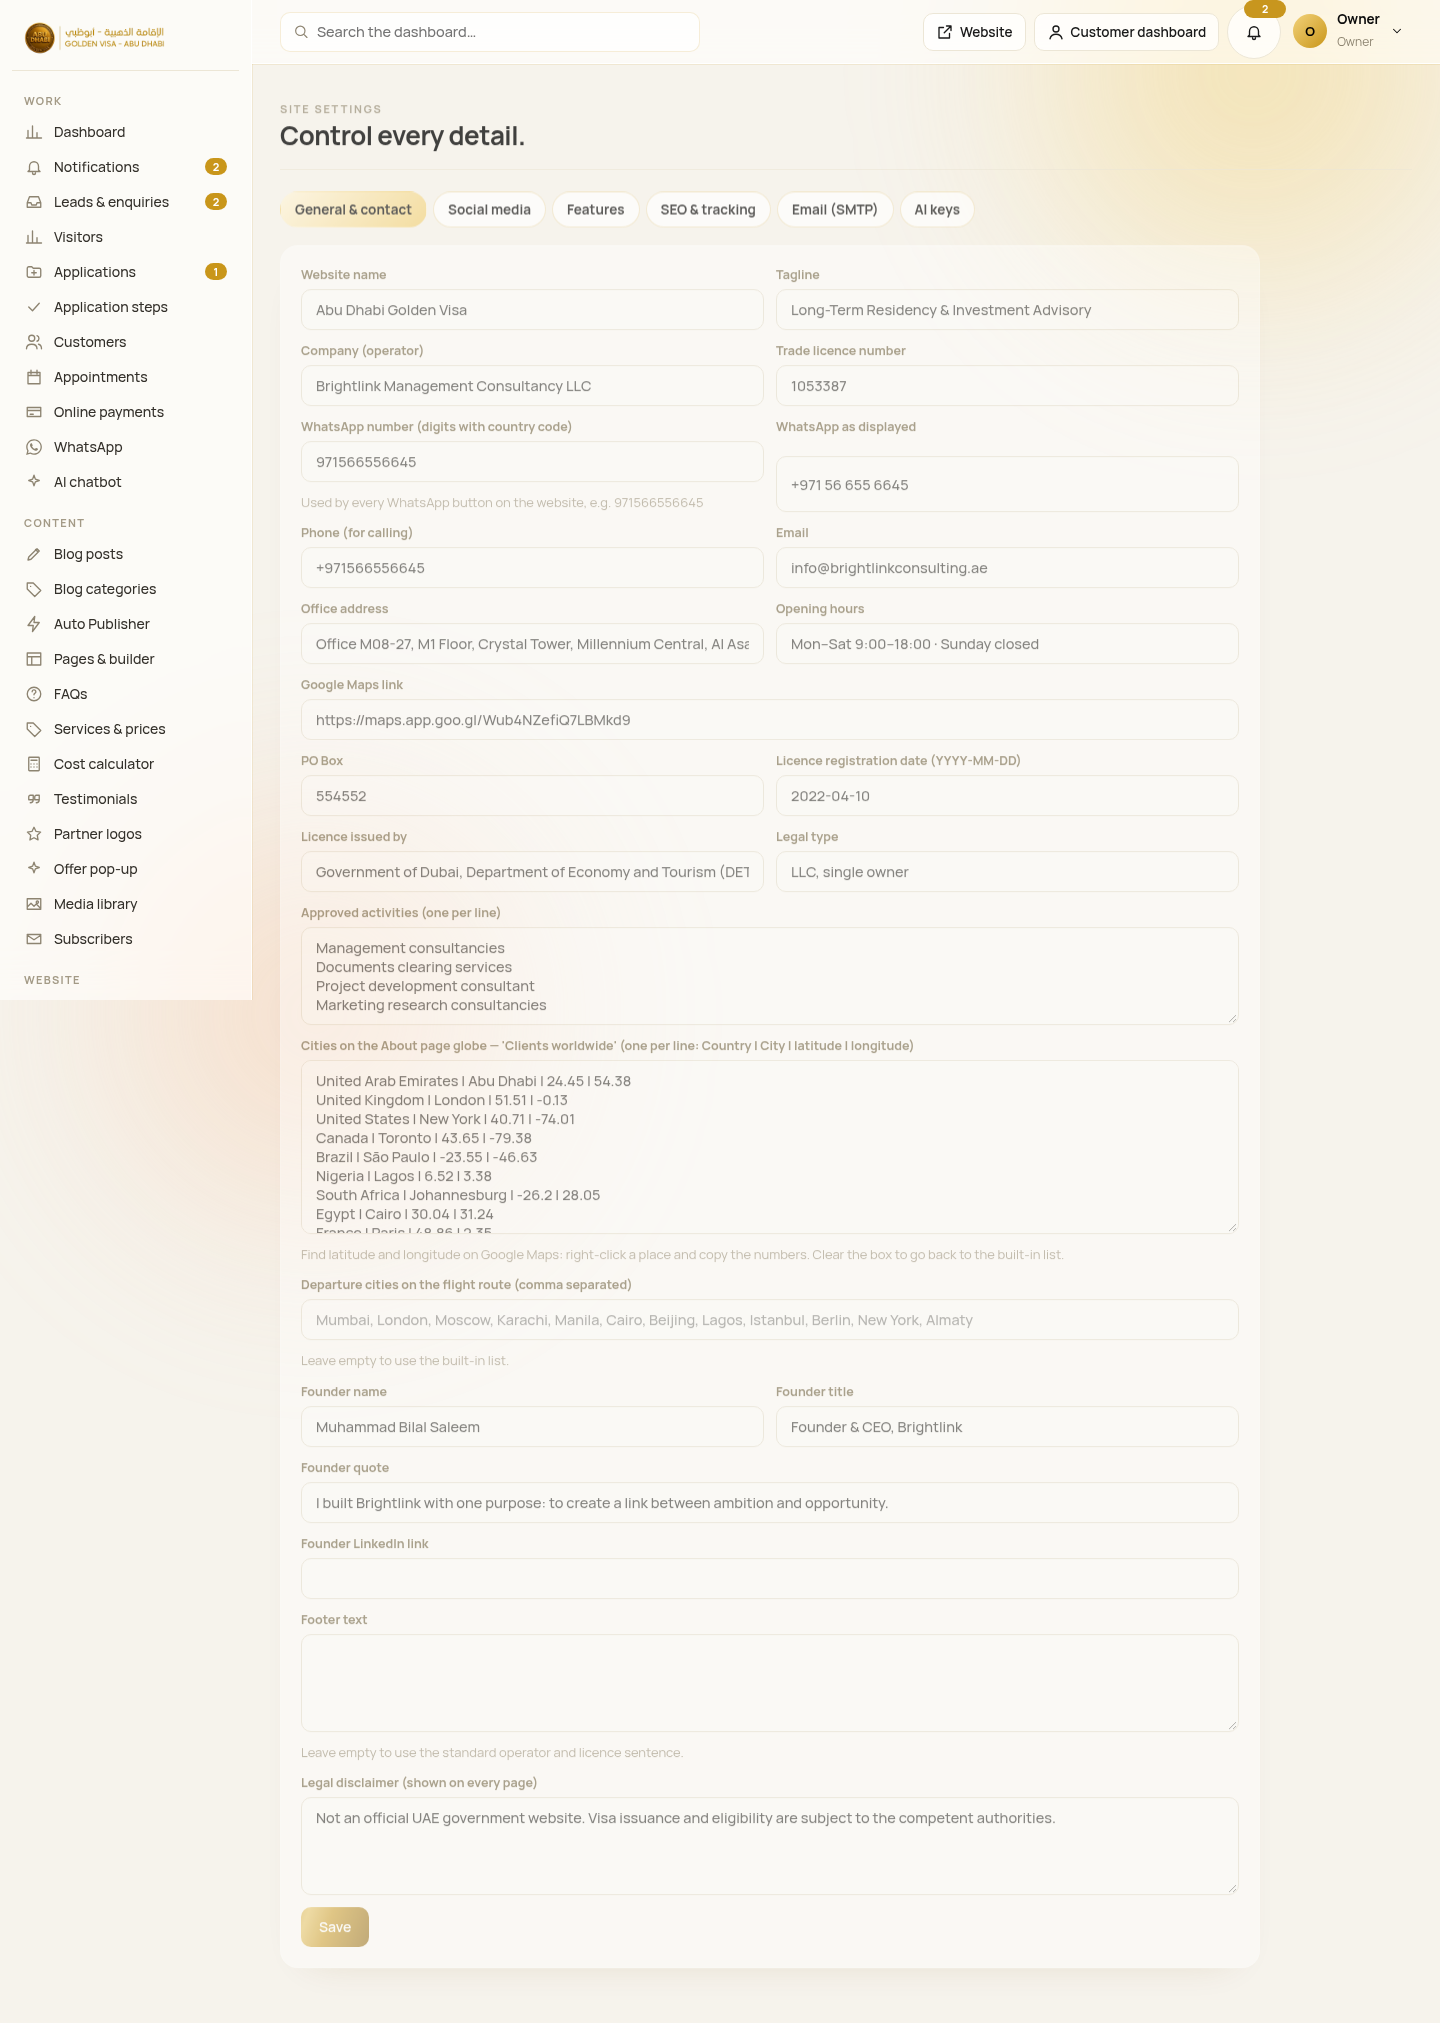 الإقامة الذهبية - ابوظبي
GOLDEN VISA - ABU DHABI
ABU DHABI
Search the dashboard...
Website
Customer dashboard
2
O
Owner
Owner
WORK
Dashboard
Notifications 2
Leads & enquiries 2
Visitors
Applications 1
Application steps
Customers
Appointments
Online payments
WhatsApp
AI chatbot
CONTENT
Blog posts
Blog categories
Auto Publisher
Pages & builder
FAQs
Services & prices
Cost calculator
Testimonials
Partner logos
Offer pop-up
Media library
Subscribers
WEBSITE
SITE SETTINGS
Control every detail.
General & contact Social media Features SEO & tracking Email (SMTP) AI keys
Website name
Abu Dhabi Golden Visa
Tagline
Long-Term Residency & Investment Advisory
Company (operator)
Brightlink Management Consultancy LLC
Trade licence number
1053387
WhatsApp number (digits with country code)
971566556645
Used by every WhatsApp button on the website, e.g. 971566556645
WhatsApp as displayed
+971 56 655 6645
Phone (for calling)
+971566556645
Email
info@brightlinkconsulting.ae
Office address
Office M08-27, M1 Floor, Crystal Tower, Millennium Central, Al Asa
Opening hours
Mon–Sat 9:00–18:00 · Sunday closed
Google Maps link
https://maps.app.goo.gl/Wub4NZefiQ7LBMkd9
PO Box
554552
Licence registration date (YYYY-MM-DD)
2022-04-10
Licence issued by
Government of Dubai, Department of Economy and Tourism (DET
Legal type
LLC, single owner
Approved activities (one per line)
Management consultancies
Documents clearing services
Project development consultant
Marketing research consultancies
Cities on the About page globe — 'Clients worldwide' (one per line: Country | City | latitude | longitude)
United Arab Emirates | Abu Dhabi | 24.45 | 54.38
United Kingdom | London | 51.51 | -0.13
United States | New York | 40.71 | -74.01
Canada | Toronto | 43.65 | -79.38
Brazil | São Paulo | -23.55 | -46.63
Nigeria | Lagos | 6.52 | 3.38
South Africa | Johannesburg | -26.2 | 28.05
Egypt | Cairo | 30.04 | 31.24
France | Paris | 48.86 | 2.35
Find latitude and longitude on Google Maps: right-click a place and copy the numbers. Clear the box to go back to the built-in list.
Departure cities on the flight route (comma separated)
Mumbai, London, Moscow, Karachi, Manila, Cairo, Beijing, Lagos, Istanbul, Berlin, New York, Almaty
Leave empty to use the built-in list.
Founder name
Muhammad Bilal Saleem
Founder title
Founder & CEO, Brightlink
Founder quote
I built Brightlink with one purpose: to create a link between ambition and opportunity.
Founder LinkedIn link
Footer text
Leave empty to use the standard operator and licence sentence.
Legal disclaimer (shown on every page)
Not an official UAE government website. Visa issuance and eligibility are subject to the competent authorities.
Save